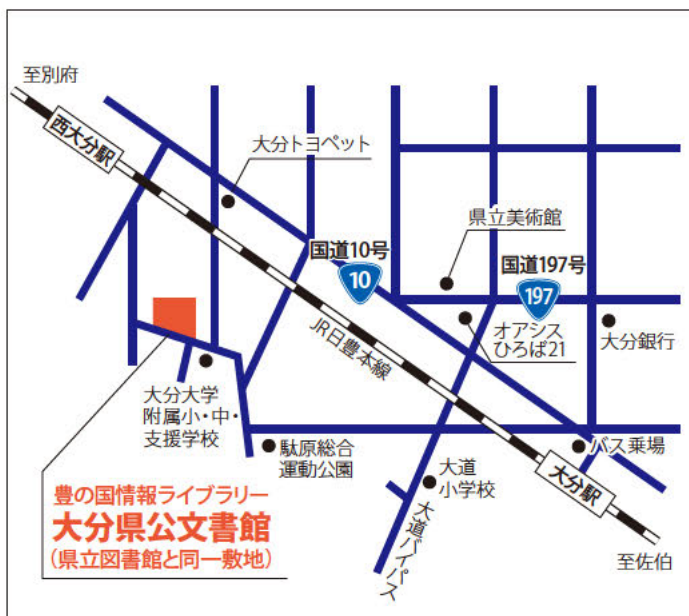 至別府
西大分駅
大分トヨペット
県立美術館
国道10号
10
国道197号
197
オアシス
ひろば21
大分銀行
JR日豊本線
大分大学
附属小・中・
支援学校
駄原総合
運動公園
大道
小学校
バス乗場
大分駅
大道バイパス
至佐伯
豊の国情報ライブラリー
大分県公文書館
(県立図書館と同一敷地)